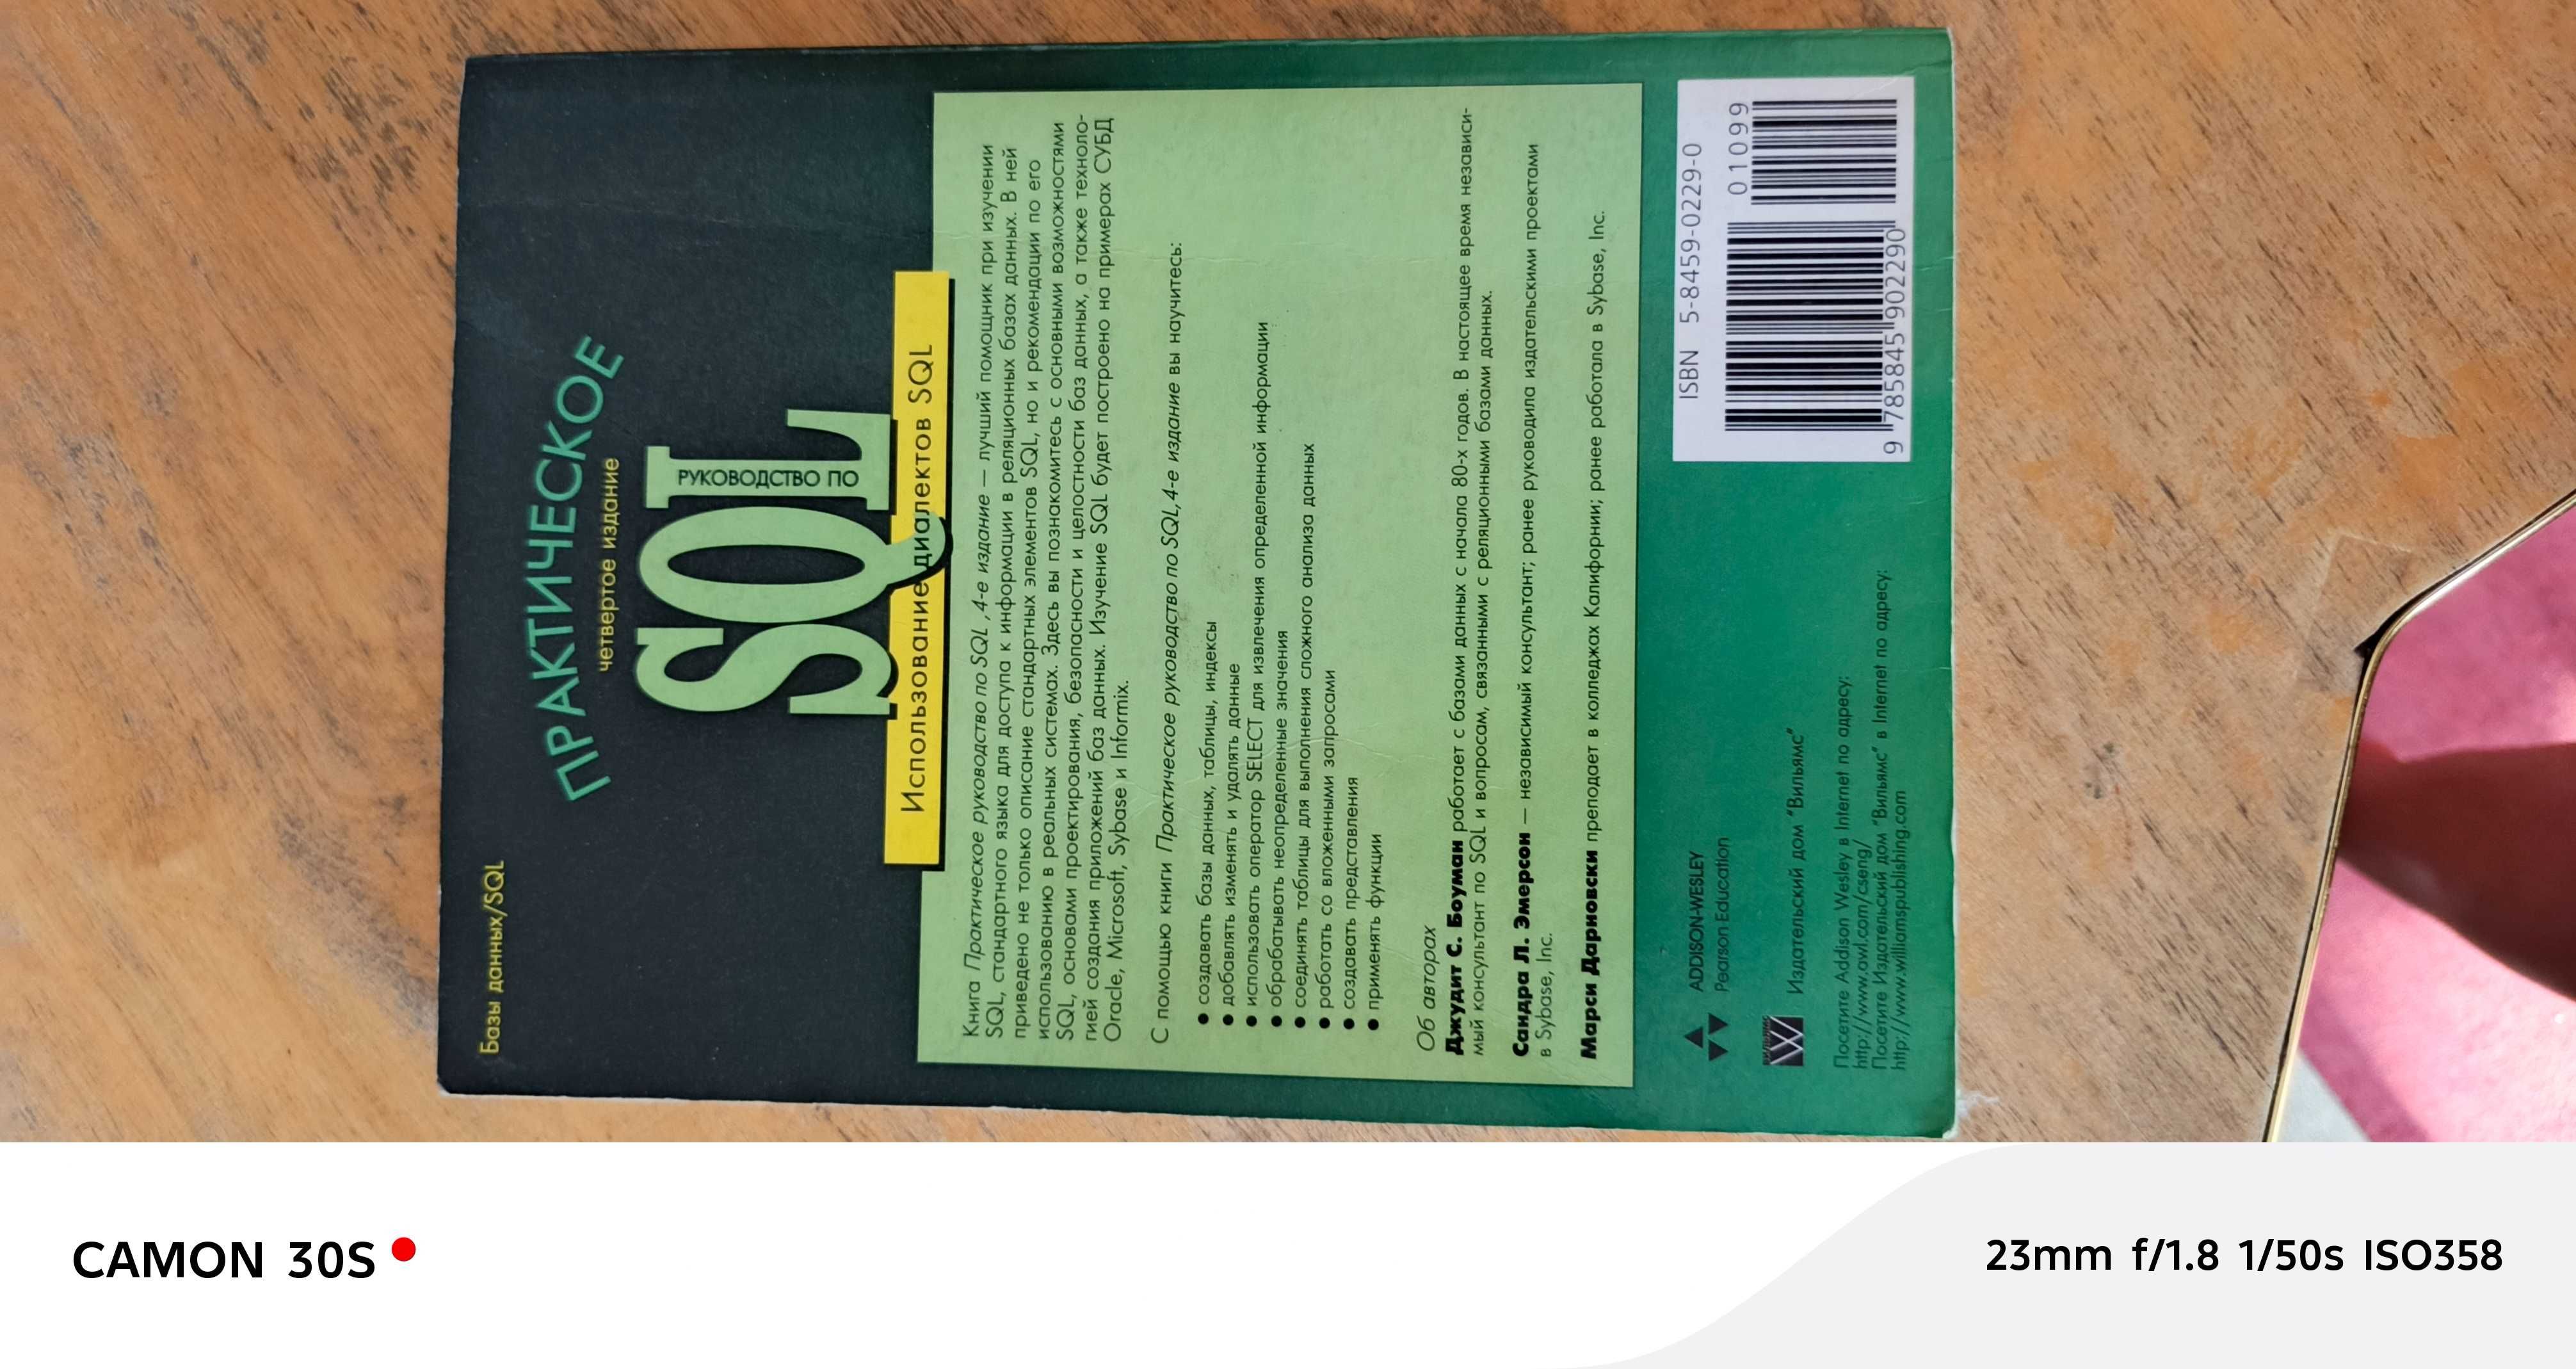 Базы данных/SQL
ПРАКТИЧЕСКОЕ
четвертое издание
РУКОВОДСТВО ПО
SQL
Использование диалектов SQL
Книга Практическое руководство по SQL ,4-е издание — лучший помощник при изучении
SQL, стандартного языка для доступа к информации в реляционных базах данных. В ней
приведено не только описание стандартных элементов SQL, но и рекомендации по его
использованию в реальных системах. Здесь вы познакомитесь с основными возможностями
SQL, основами проектирования, безопасности и целостности баз данных, а также техноло-
гией создания приложений баз данных. Изучение SQL будет построено на примерах СУБД
Oracle, Microsoft, Sybase и Informix.
С помощью книги Практическое руководство по SQL,4-е издание вы научитесь:
● создавать базы данных, таблицы, индексы
● добавлять изменять и удалять данные
● использовать оператор SELECT для извлечения определенной информации
● обрабатывать неопределенные значения
● соединять таблицы для выполнения сложного анализа данных
● работать со вложенными запросами
● создавать представления
● применять функции
Об авторах
Джудит С. Боуман работает с базами данных с начала 80-х годов. В настоящее время независи-
мый консультант по SQL и вопросам, связанными с реляционными базами данных.
Сандра Л. Эмерсон — независимый консультант; ранее руководила издательскими проектами
в Sybase, Inc.
Марси Дарновски преподает в колледжах Калифорнии; ранее работала в Sybase, Inc.
ADDISON-WESLEY
Pearson Education
ВИЛЬЯМС
Издательский дом "Вильямс"
Посетите Addison Wesley в Internet по адресу:
http://www.awl.com/cseng/
Посетите Издательский дом "Вильямс" в Internet по адресу:
http://www.williamspublishing.com
ISBN 5-8459-0229-0
01099
9 785845 902290
CAMON 30S
23mm f/1.8 1/50s ISO358